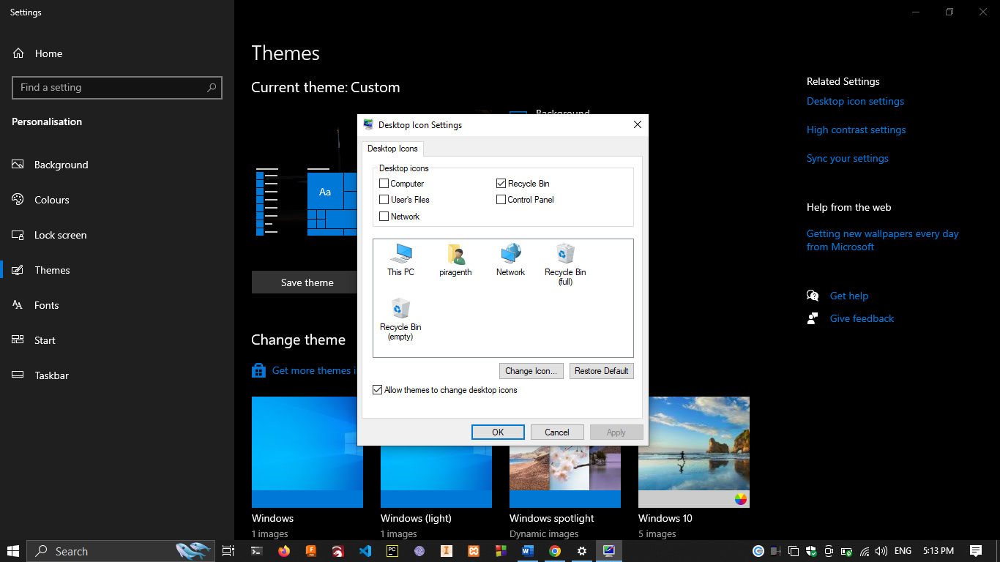 Settings
Home
Find a setting
Personalisation
Background
Colours
Lock screen
Themes
Fonts
Start
Taskbar
Themes
Current theme: Custom
Background
Aa
Save theme
Change theme
Get more themes i
Desktop Icon Settings
Desktop Icons
Desktop icons
Computer
Recycle Bin
User's Files
Control Panel
Network
This PC
piragenth
Network
Recycle Bin
(full)
Recycle Bin
(empty)
Change Icon...
Restore Default
Allow themes to change desktop icons
OK
Cancel
Apply
Windows
1 images
Windows (light)
1 images
Windows spotlight
Dynamic images
Windows 10
5 images
Related Settings
Desktop icon settings
High contrast settings
Sync your settings
Help from the web
Getting new wallpapers every day
from Microsoft
Get help
Give feedback
Search
PC
ENG
5:13 PM